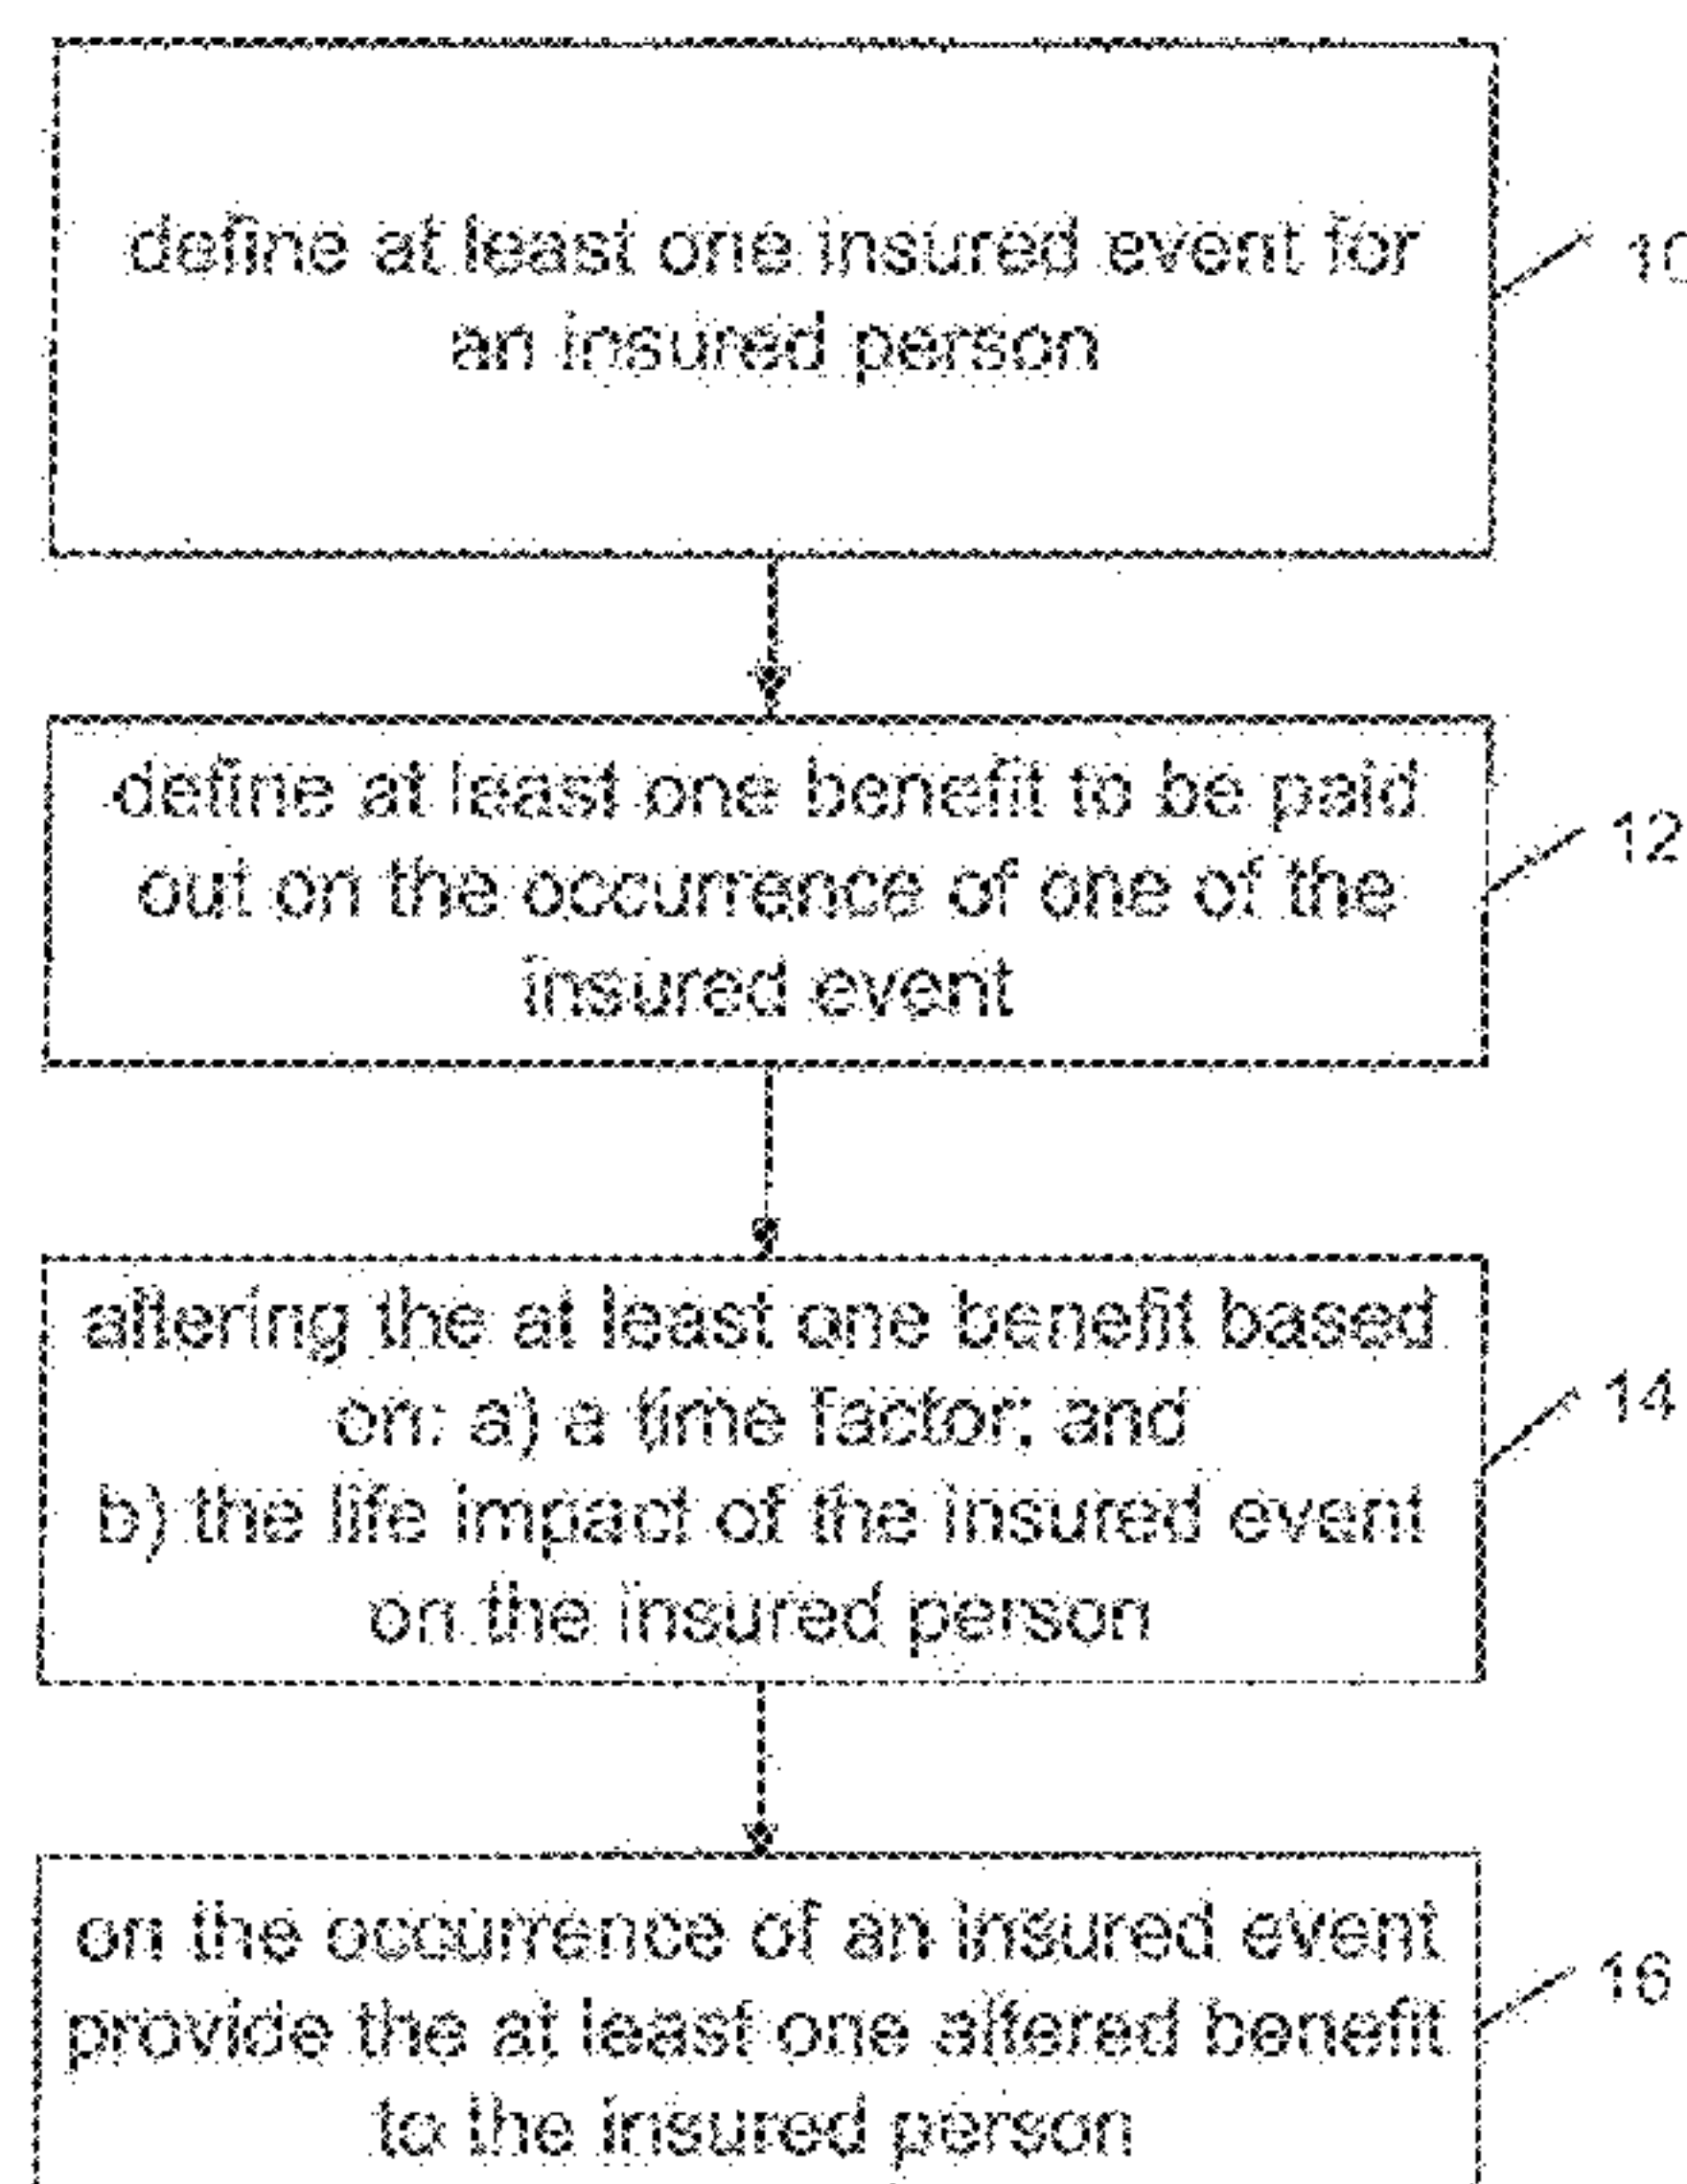 define at least one insured event for
an insured person
10
define at least one benefit to be paid
out on the occurrence of one of the
insured event
12
altering the at least one benefit based
on: a) a time factor; and
b) the life impact of the insured event
on the insured person
14
on the occurrence of an insured event
provide the at least one altered benefit
to the insured person
16